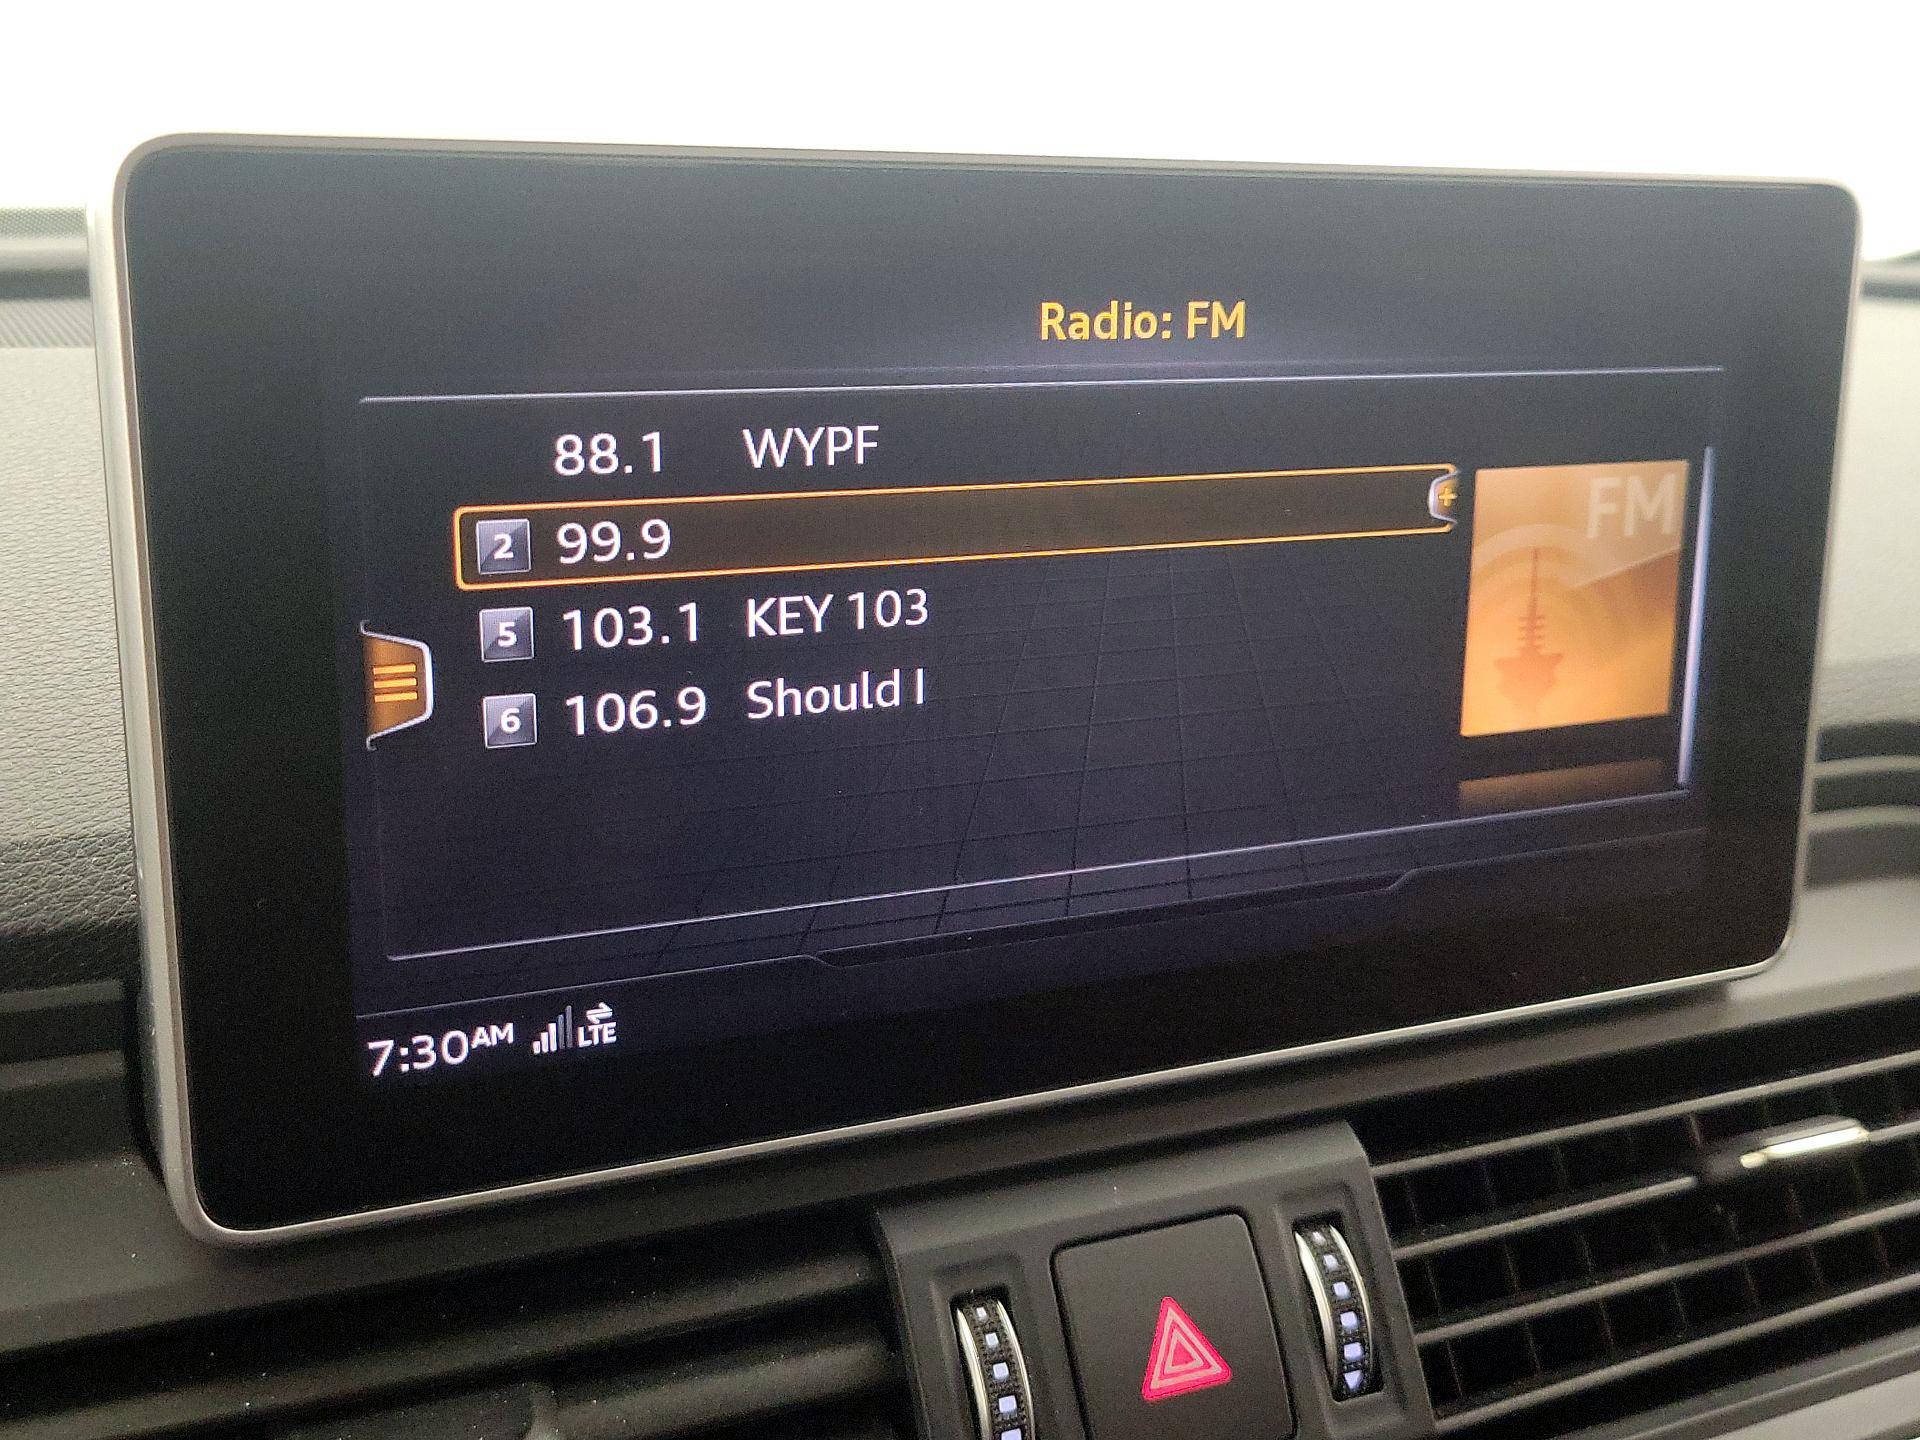 Radio: FM
88.1 WYPF
FM
2 99.9
5 103.1 KEY 103
6 106.9 Should I
7:30AM LTE